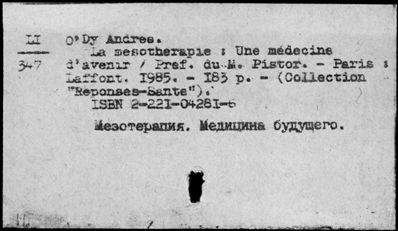 LI O'Dy Andres.
La mesotherapie : Une médecine
347 d'avenir / Pref. du M. Pistor. - Paris :
Laffont. 1985. - 183 p. - (Collection
"Reponses-Sante").
ISBN 2-221-04281-6
Мезотерапия. Медицина будущего.